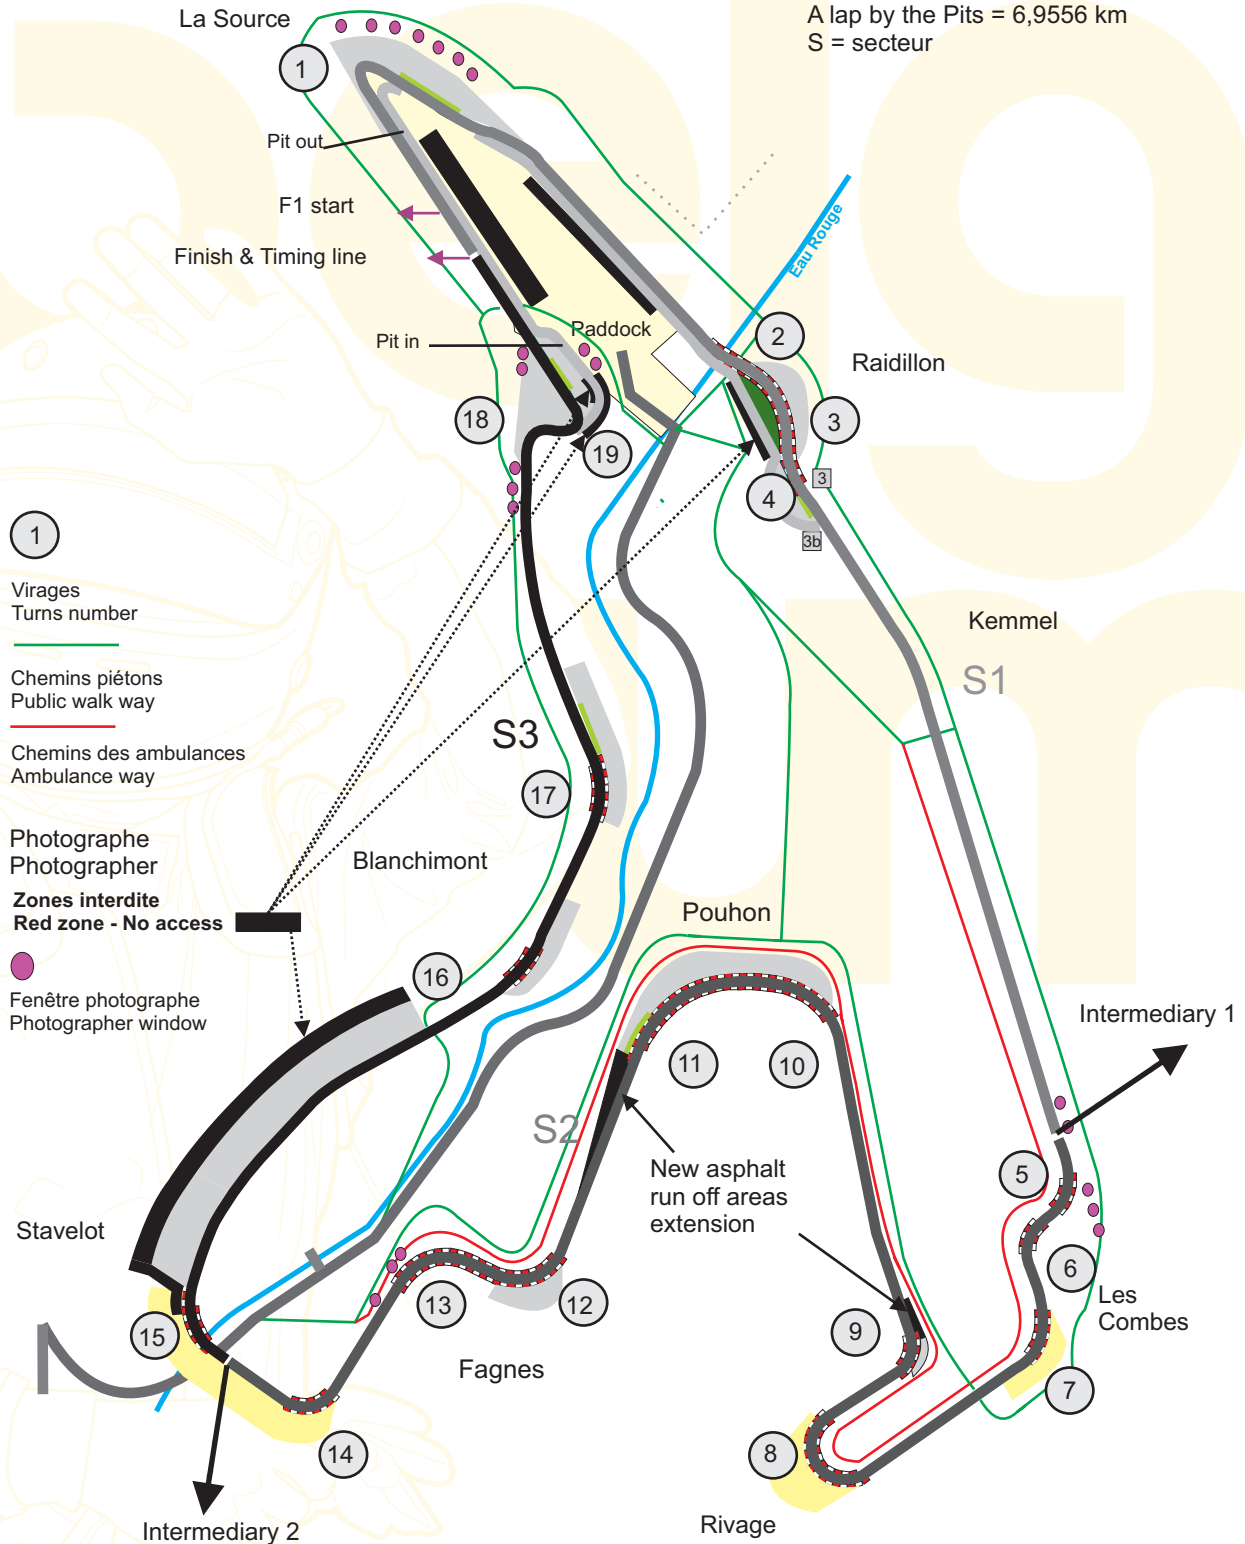 La Source
A lap by the Pits = 6,9556 km
S = secteur
1
Pit out
F1 start
Finish & Timing line
Eau Rouge
Pit in
Paddock
2
Raidillon
3
18
19
4
3
3b
1
Virages
Turns number
Chemins piétons
Public walk way
Chemins des ambulances
Ambulance way
Photographe
Photographer
Zones interdite
Red zone - No access
Fenêtre photographe
Photographer window
Kemmel
S1
S3
17
Blanchimont
Pouhon
16
Intermediary 1
11
10
S2
New asphalt
run off areas
extension
5
Stavelot
6
Les
Combes
13
12
15
9
Fagnes
7
14
8
Rivage
Intermediary 2